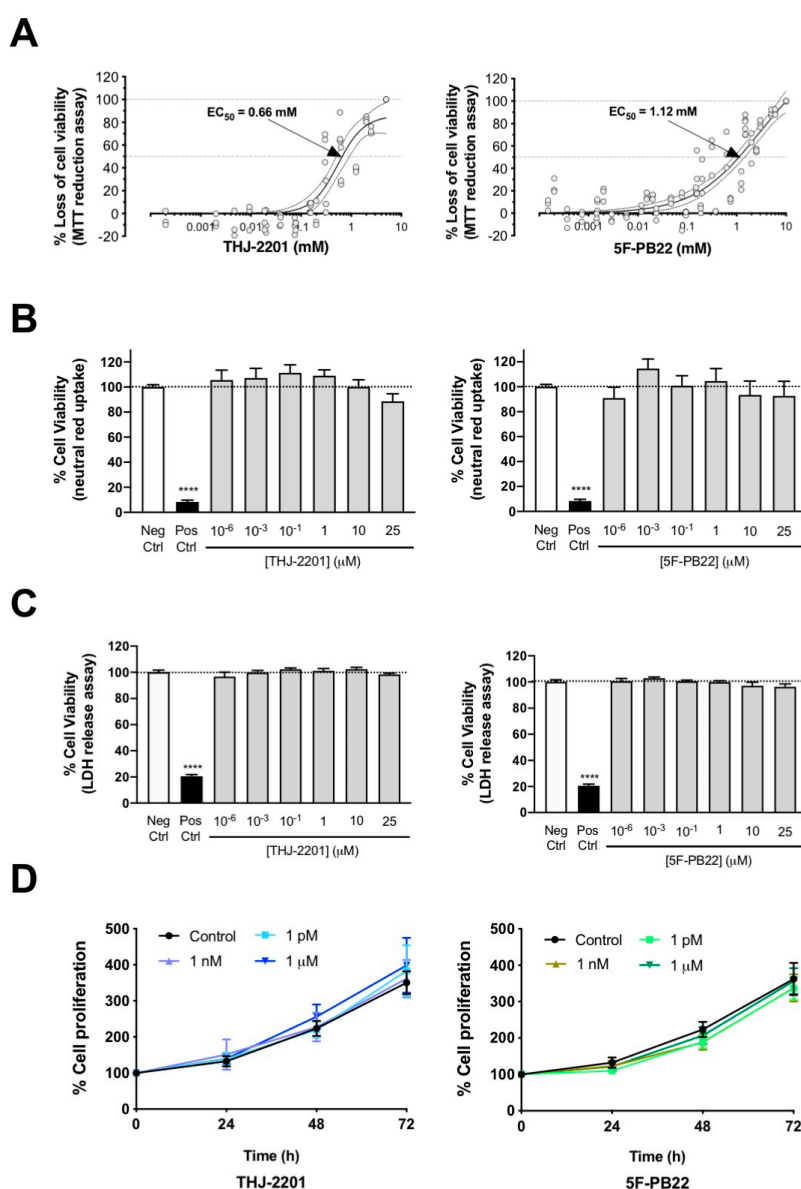 A
120
100
80
60
40
20
0
-20
% Loss of cell viability
(MTT reduction assay)
EC50 = 0.66 mM
0.001 0.01 0.1 1 10
THJ-2201 (mM)
120
100
80
60
40
20
0
-20
% Loss of cell viability
(MTT reduction assay)
EC50 = 1.12 mM
0.001 0.01 0.1 1 10
5F-PB22 (mM)
B
120
100
80
60
40
20
0
% Cell Viability
(neutral red uptake)
****
Neg Ctrl
Pos Ctrl
10-6 10-3 10-1 1 10 25
[THJ-2201] (μM)
120
100
80
60
40
20
0
% Cell Viability
(neutral red uptake)
****
Neg Ctrl
Pos Ctrl
10-6 10-3 10-1 1 10 25
[5F-PB22] (μM)
C
120
100
80
60
40
20
0
% Cell Viability
(LDH release assay)
****
Neg Ctrl
Pos Ctrl
10-6 10-3 10-1 1 10 25
[THJ-2201] (μM)
120
100
80
60
40
20
0
% Cell Viability
(LDH release assay)
****
Neg Ctrl
Pos Ctrl
10-6 10-3 10-1 1 10 25
[5F-PB22] (μM)
D
500
400
300
200
100
0
% Cell proliferation
Control 1 pM
1 nM 1 μM
0 24 48 72
Time (h)
THJ-2201
500
400
300
200
100
0
% Cell proliferation
Control 1 pM
1 nM 1 μM
0 24 48 72
Time (h)
5F-PB22